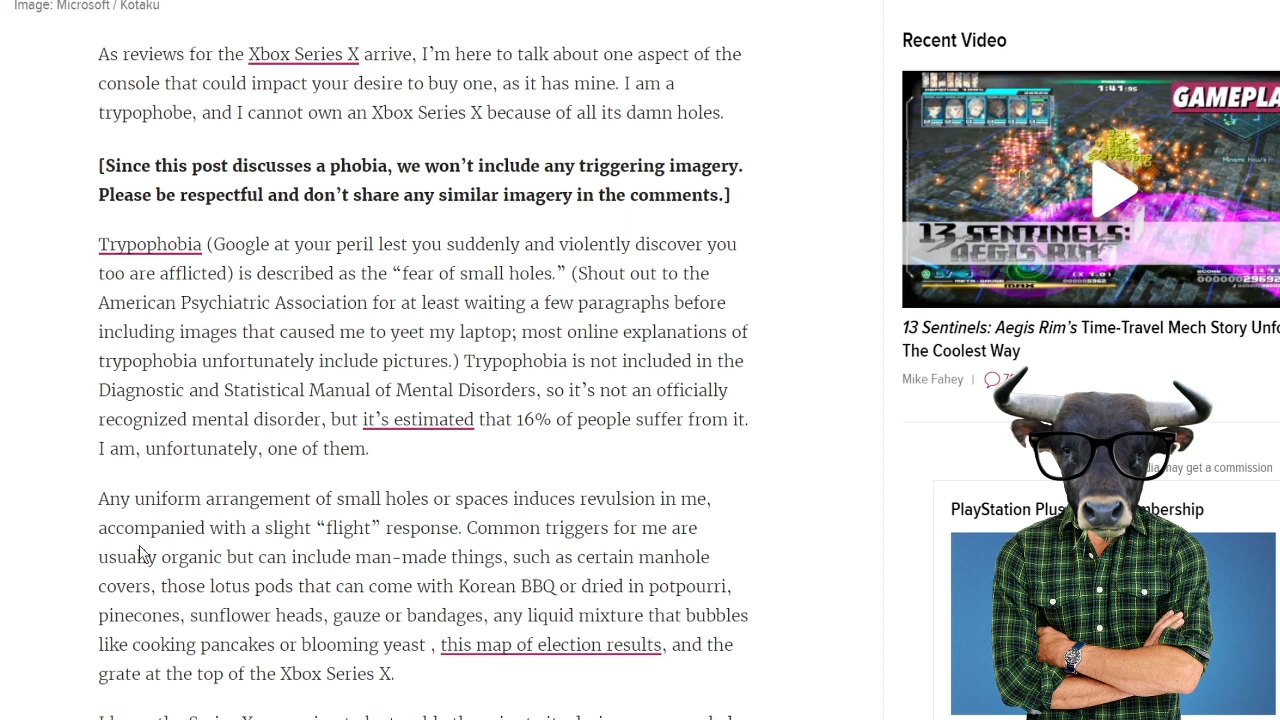 Image: Microsoft / Kotaku
As reviews for the Xbox Series X arrive, I’m here to talk about one aspect of the
console that could impact your desire to buy one, as it has mine. I am a
trypophobe, and I cannot own an Xbox Series X because of all its damn holes.
[Since this post discusses a phobia, we won’t include any triggering imagery.
Please be respectful and don’t share any similar imagery in the comments.]
Trypophobia (Google at your peril lest you suddenly and violently discover you
too are afflicted) is described as the “fear of small holes.” (Shout out to the
American Psychiatric Association for at least waiting a few paragraphs before
including images that caused me to yeet my laptop; most online explanations of
trypophobia unfortunately include pictures.) Trypophobia is not included in the
Diagnostic and Statistical Manual of Mental Disorders, so it’s not an officially
recognized mental disorder, but it’s estimated that 16% of people suffer from it.
I am, unfortunately, one of them.
Any uniform arrangement of small holes or spaces induces revulsion in me,
accompanied with a slight “flight” response. Common triggers for me are
usually organic but can include man-made things, such as certain manhole
covers, those lotus pods that can come with Korean BBQ or dried in potpourri,
pinecones, sunflower heads, gauze or bandages, any liquid mixture that bubbles
like cooking pancakes or blooming yeast , this map of election results, and the
grate at the top of the Xbox Series X.
Recent Video
1:41:95
GAMEPLA
13 SENTINELS:
AEGIS RIM
MAX
13 Sentinels: Aegis Rim’s Time-Travel Mech Story Unfo
The Coolest Way
Mike Fahey |
may get a commission
PlayStation Plus